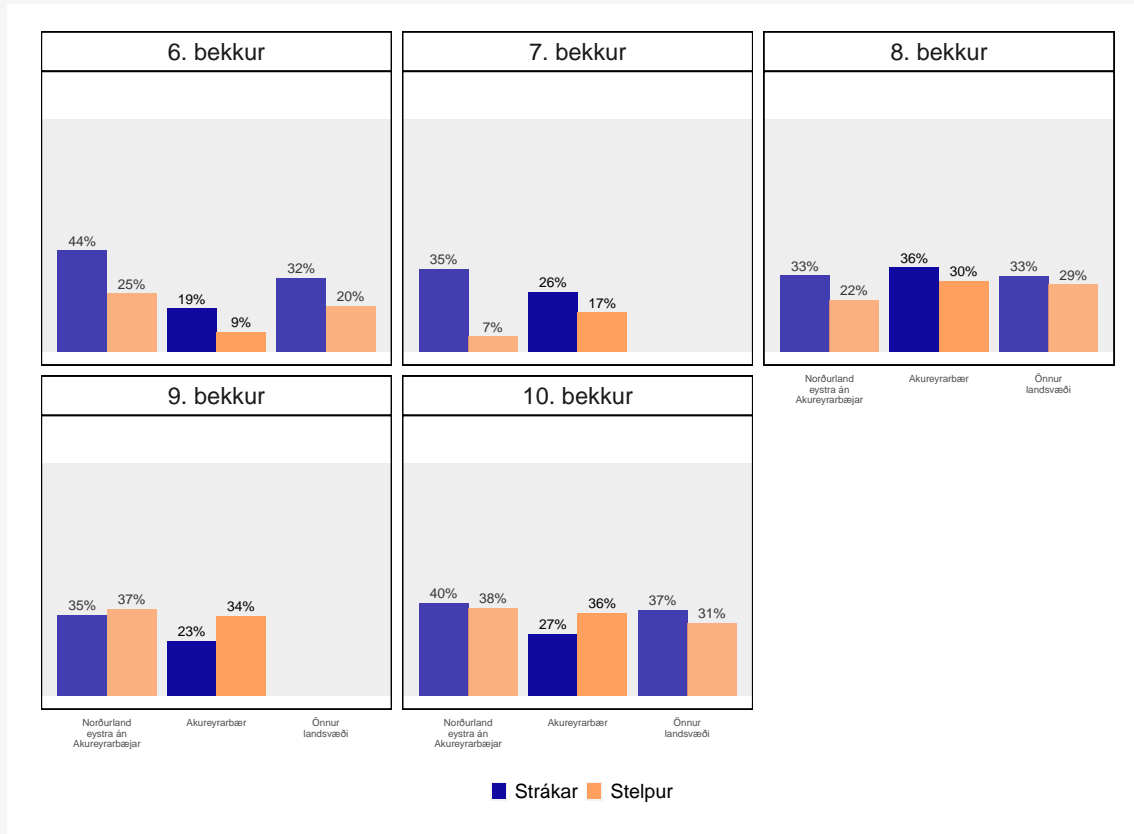 6. bekkur
44%
25%
19%
9%
32%
20%
7. bekkur
35%
7%
26%
17%
8. bekkur
33%
22%
36%
30%
33%
29%
Norðurland
eystra án
Akureyrarbæjar
Akureyrarbær
Önnur
landsvæði
9. bekkur
35%
37%
23%
34%
Norðurland
eystra án
Akureyrarbæjar
Akureyrarbær
Önnur
landsvæði
10. bekkur
40%
38%
27%
36%
37%
31%
Norðurland
eystra án
Akureyrarbæjar
Akureyrarbær
Önnur
landsvæði
Strákar
Stelpur